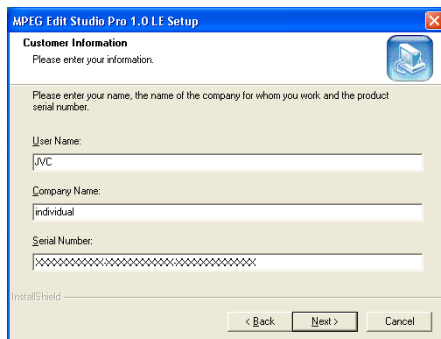 MPEG Edit Studio Pro 1.0 LE Setup
Customer Information
Please enter your information.
Please enter your name, the name of the company for whom you work and the product
serial number.
User Name:
JVC
Company Name:
individual
Serial Number:
XXXXXXXXXX-XXXXXXXXXX-XXXXXXXXXXXX
InstallShield
< Back
Next >
Cancel